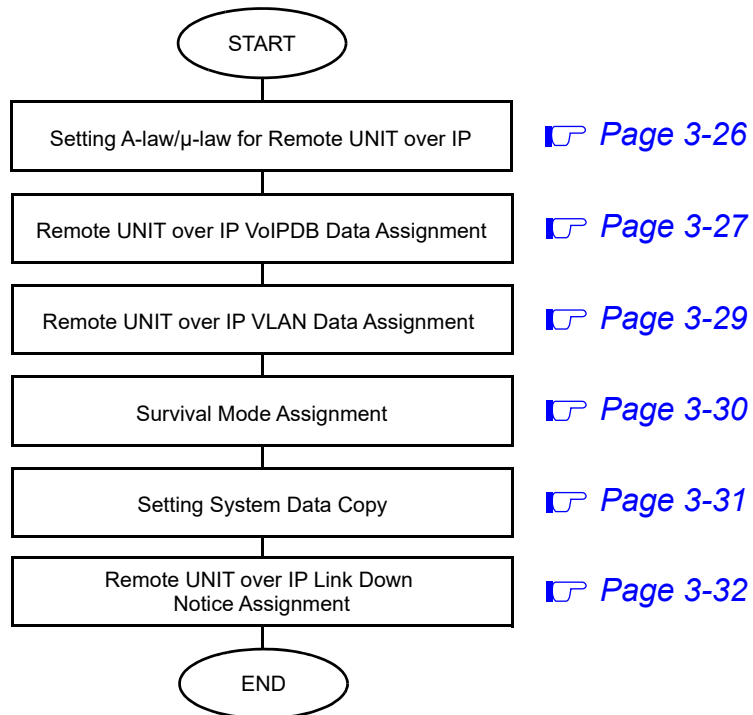 START
Setting A-law/μ-law for Remote UNIT over IP
Page 3-26
Remote UNIT over IP VoIPDB Data Assignment
Page 3-27
Remote UNIT over IP VLAN Data Assignment
Page 3-29
Survival Mode Assignment
Page 3-30
Setting System Data Copy
Page 3-31
Remote UNIT over IP Link Down
Notice Assignment
Page 3-32
END